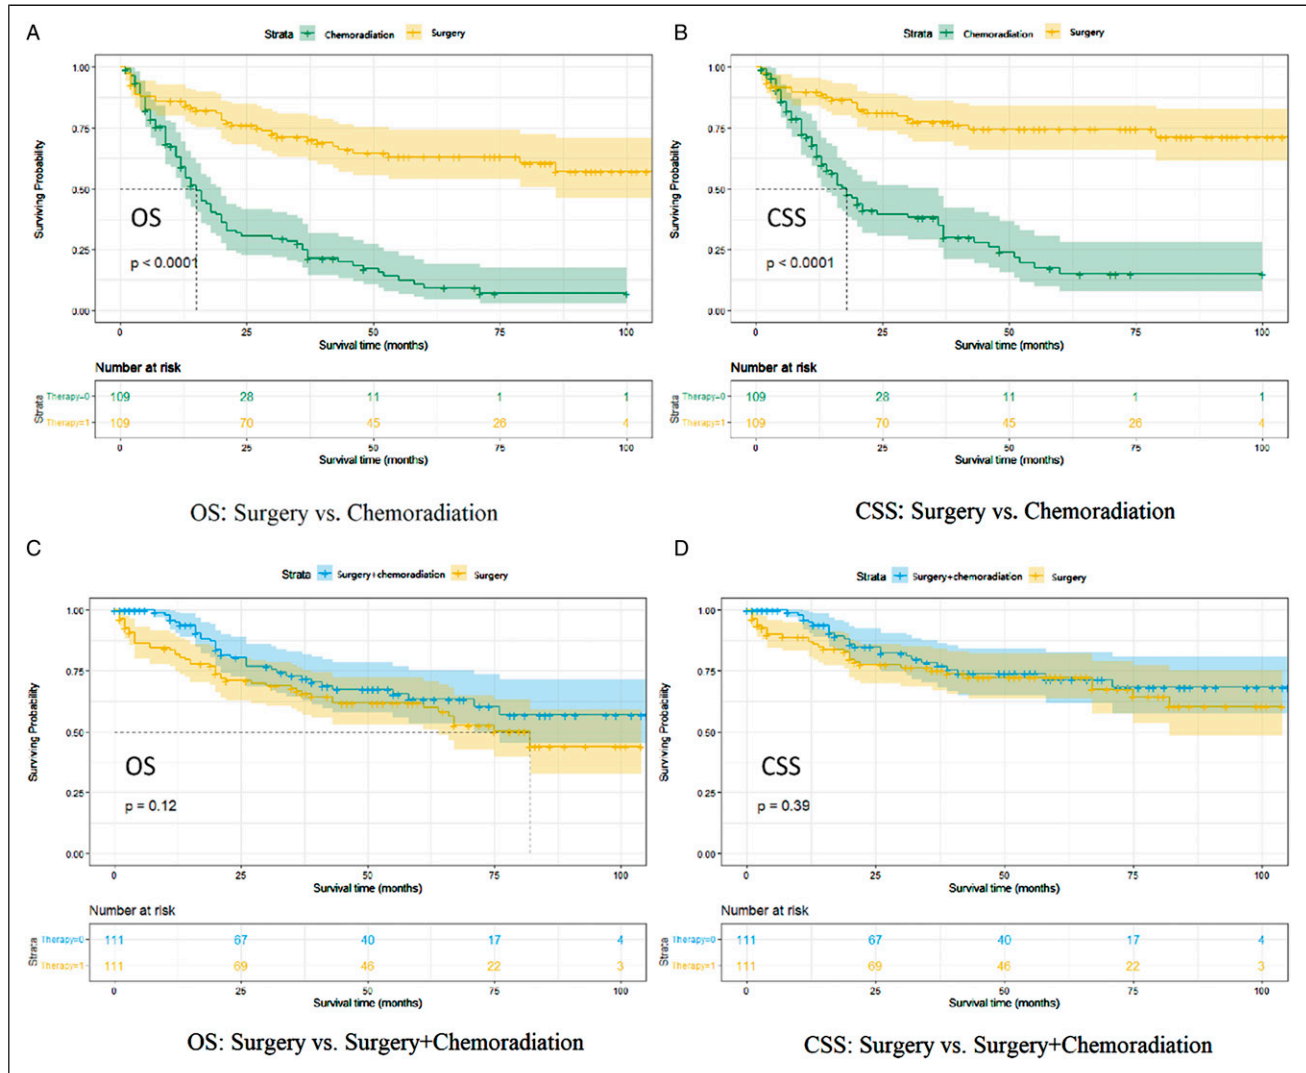 A
Strata Chemoradiation Surgery
1.00
0.75
0.50
0.25
0.00
Surviving Probability
OS
p < 0.0001
0 25 50 75 100
Survival time (months)
Number at risk
Strata
Therapy=0 109 28 11 1 1
Therapy=1 109 70 45 26 4
0 25 50 75 100
Survival time (months)
OS: Surgery vs. Chemoradiation
B
Strata Chemoradiation Surgery
1.00
0.75
0.50
0.25
0.00
Surviving Probability
CSS
p < 0.0001
0 25 50 75 100
Survival time (months)
Number at risk
Strata
Therapy=0 109 28 11 1 1
Therapy=1 109 70 45 26 4
0 25 50 75 100
Survival time (months)
CSS: Surgery vs. Chemoradiation
C
Strata Surgery+chemoradiation Surgery
1.00
0.75
0.50
0.25
0.00
Surviving Probability
OS
p = 0.12
0 25 50 75 100
Survival time (months)
Number at risk
Strata
Therapy=0 111 67 40 17 4
Therapy=1 111 69 46 22 3
0 25 50 75 100
Survival time (months)
OS: Surgery vs. Surgery+Chemoradiation
D
Strata Surgery+chemoradiation Surgery
1.00
0.75
0.50
0.25
0.00
Surviving Probability
CSS
p = 0.39
0 25 50 75 100
Survival time (months)
Number at risk
Strata
Therapy=0 111 67 40 17 4
Therapy=1 111 69 46 22 3
0 25 50 75 100
Survival time (months)
CSS: Surgery vs. Surgery+Chemoradiation